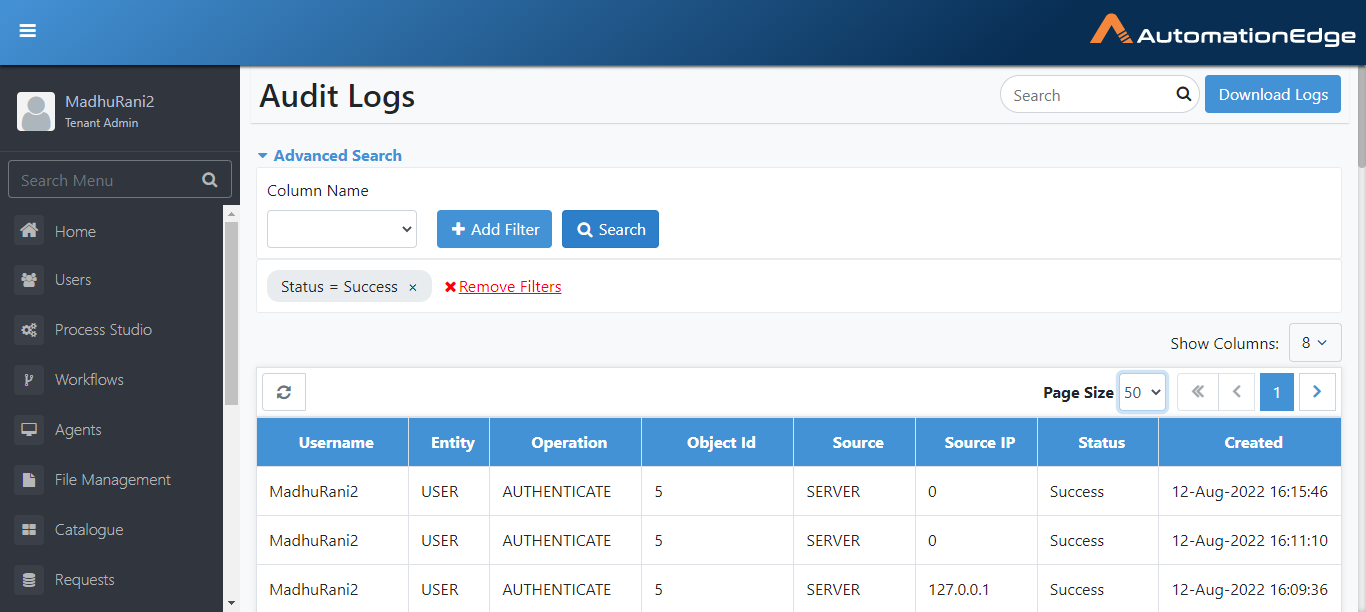 AutomationEdge
MadhuRani2
Tenant Admin
Search Menu
Home
Users
Process Studio
Workflows
Agents
File Management
Catalogue
Requests
Audit Logs
Search
Download Logs
Advanced Search
Column Name
Add Filter
Search
Status = Success ×
Remove Filters
Show Columns: 8
Page Size 50 « < 1 >
Username Entity Operation Object Id Source Source IP Status Created
MadhuRani2 USER AUTHENTICATE 5 SERVER 0 Success 12-Aug-2022 16:15:46
MadhuRani2 USER AUTHENTICATE 5 SERVER 0 Success 12-Aug-2022 16:11:10
MadhuRani2 USER AUTHENTICATE 5 SERVER 127.0.0.1 Success 12-Aug-2022 16:09:36